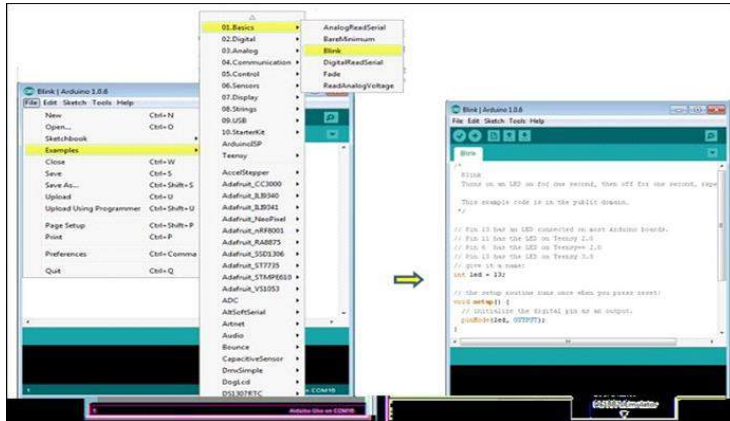 Blink | Arduino 1.0.6
File Edit Sketch Tools Help
New Ctrl+N
Open... Ctrl+O
Sketchbook
Examples
Close Ctrl+W
Save Ctrl+S
Save As... Ctrl+Shift+S
Upload Ctrl+U
Upload Using Programmer Ctrl+Shift+U
Page Setup Ctrl+Shift+P
Print Ctrl+P
Preferences Ctrl+Comma
Quit Ctrl+Q
01.Basics
02.Digital
03.Analog
04.Communication
05.Control
06.Sensors
07.Display
08.Strings
09.USB
10.StarterKit
ArduinoISP
Teensy
AccelStepper
Adafruit_CC3000
Adafruit_ILI9340
Adafruit_ILI9341
Adafruit_NeoPixel
Adafruit_nRF8001
Adafruit_RA8875
Adafruit_SSD1306
Adafruit_ST7735
Adafruit_STMPE610
Adafruit_VS1053
ADC
AltSoftSerial
Artnet
Audio
Bounce
CapacitiveSensor
DmxSimple
DogLcd
DS1307RTC
AnalogReadSerial
BareMinimum
Blink
DigitalReadSerial
Fade
ReadAnalogVoltage
1
on COM16
Arduino Uno on COM16
Blink | Arduino 1.0.6
File Edit Sketch Tools Help
Blink
/*
Blink
Turns on an LED on for one second, then off for one second, repe
This example code is in the public domain.
*/
// Pin 13 has an LED connected on most Arduino boards.
// Pin 11 has the LED on Teensy 2.0
// Pin 6 has the LED on Teensy++ 2.0
// Pin 13 has the LED on Teensy 3.0
// give it a name:
int led = 13;
// the setup routine runs once when you press reset:
void setup() {
// initialize the digital pin as an output.
pinMode(led, OUTPUT);
}